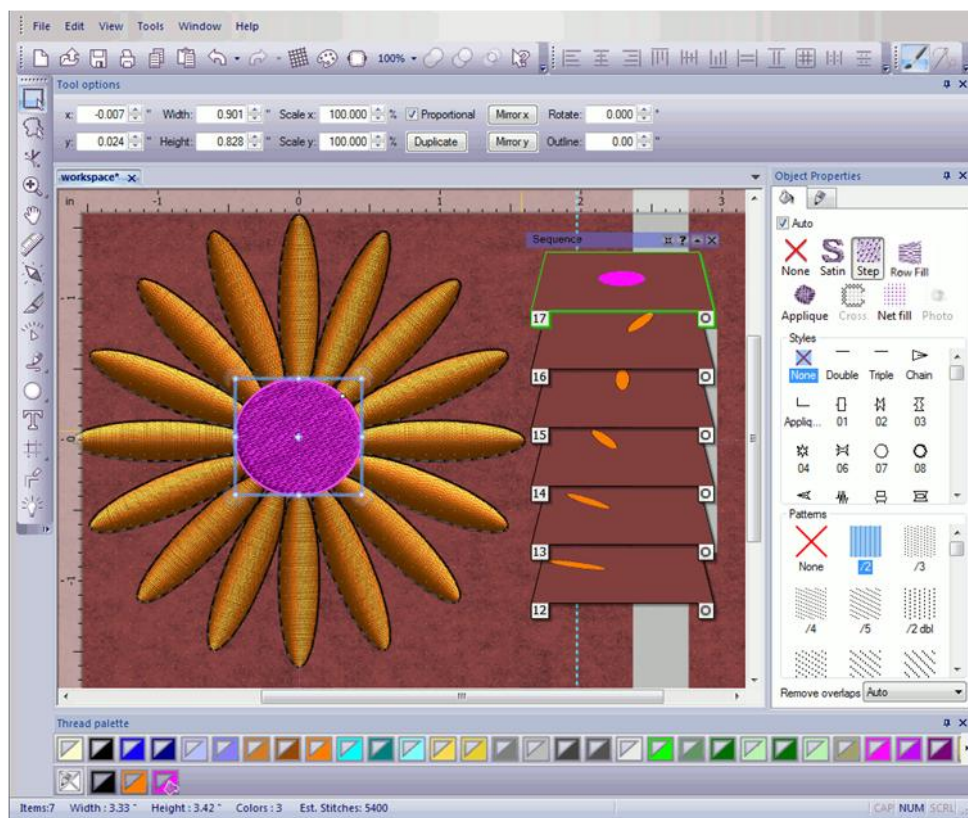 File Edit View Tools Window Help
100%
Tool options
x: -0.007 " Width: 0.901 " Scale x: 100.000 % Proportional Mirror x Rotate: 0.000 °
y: 0.024 " Height: 0.828 " Scale y: 100.000 % Duplicate Mirror y Outline: 0.00 "
workspace* x
in -1 0 1 2 3
1
0
-1
Sequence
17
16
15
14
13
12
Object Properties
Auto
None Satin Step Row Fill
Applique Cross Net fill Photo
Styles
None Double Triple Chain
Appliq... 01 02 03
04 06 07 08
Patterns
None /2 /3
/4 /5 /2 dbl
Remove overlaps Auto
Thread palette
Items:7 Width : 3.33 " Height : 3.42 " Colors : 3 Est. Stitches: 5400 CAP NUM SCRL